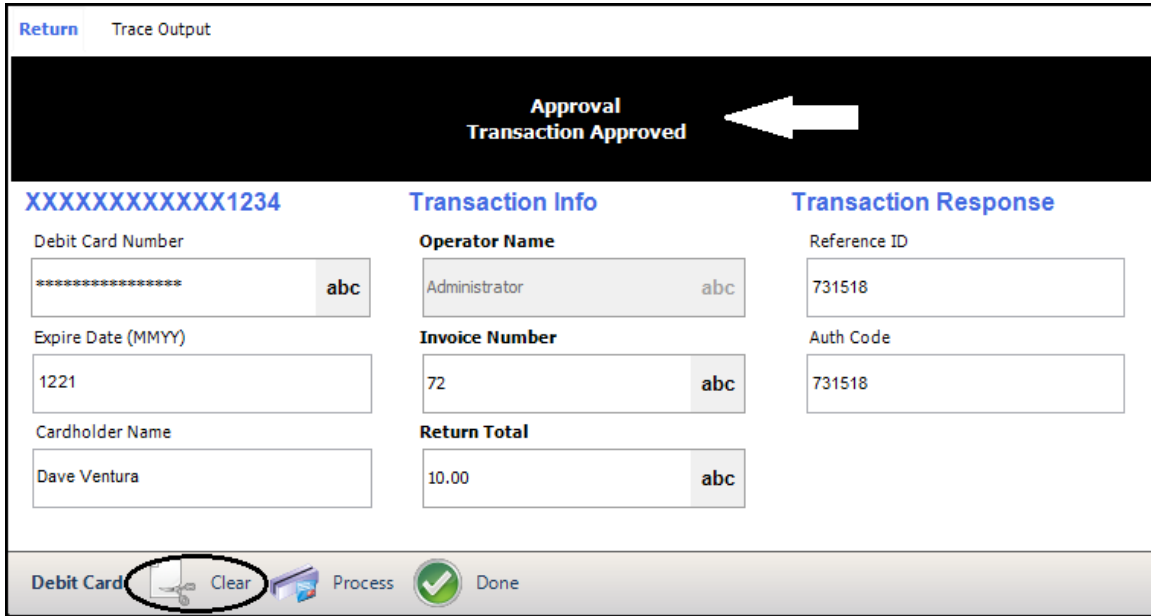 Return Trace Output
Approval
Transaction Approved
XXXXXXXXXXXX1234
Debit Card Number
**************** abc
Expire Date (MMYY)
1221
Cardholder Name
Dave Ventura
Transaction Info
Operator Name
Administrator abc
Invoice Number
72 abc
Return Total
10.00 abc
Transaction Response
Reference ID
731518
Auth Code
731518
Debit Card Clear Process Done